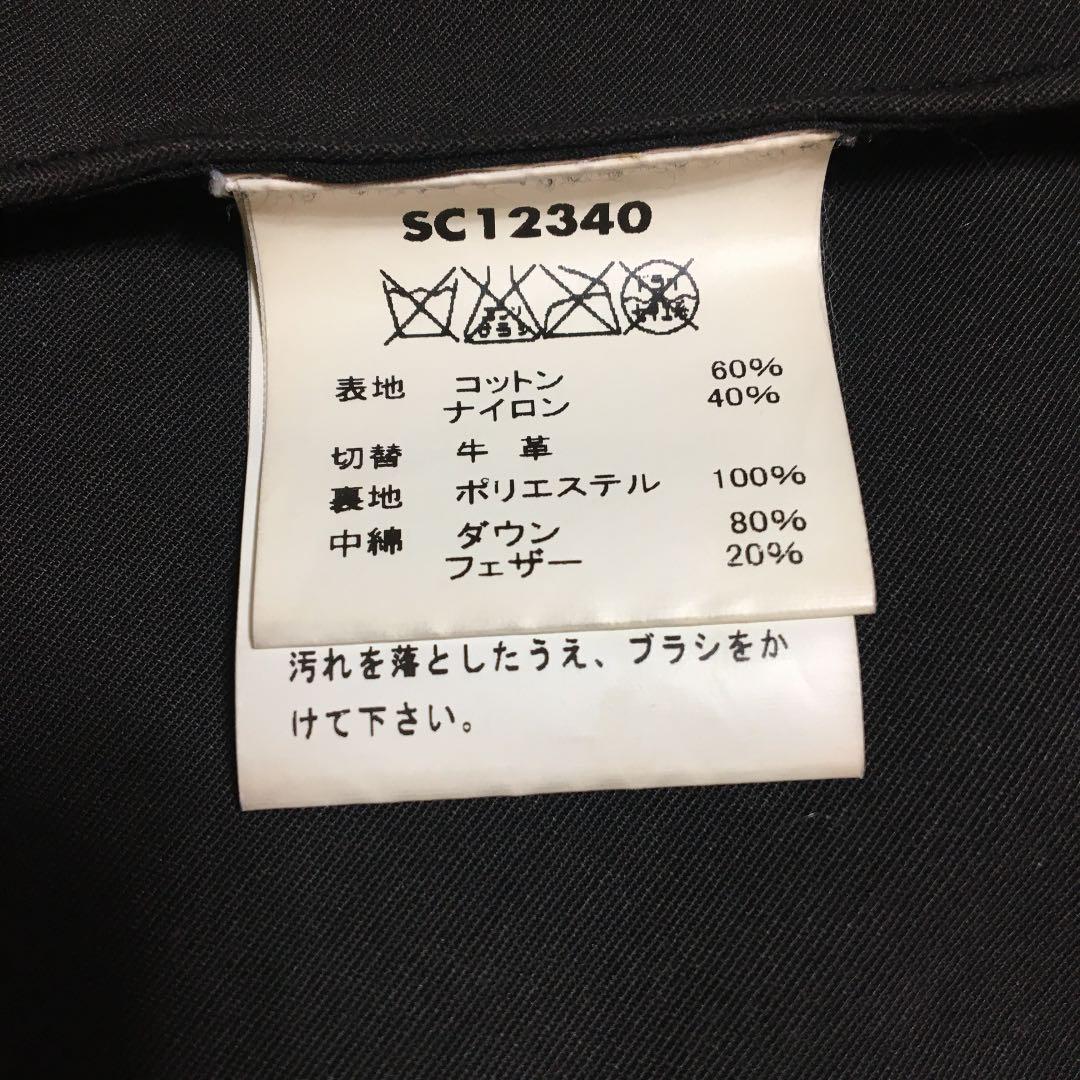 SC12340
表地 コットン 60%
ナイロン 40%
切替 牛革
裏地 ポリエステル 100%
中綿 ダウン 80%
フェザー 20%
汚れを落としたうえ、ブラシをか
けて下さい。